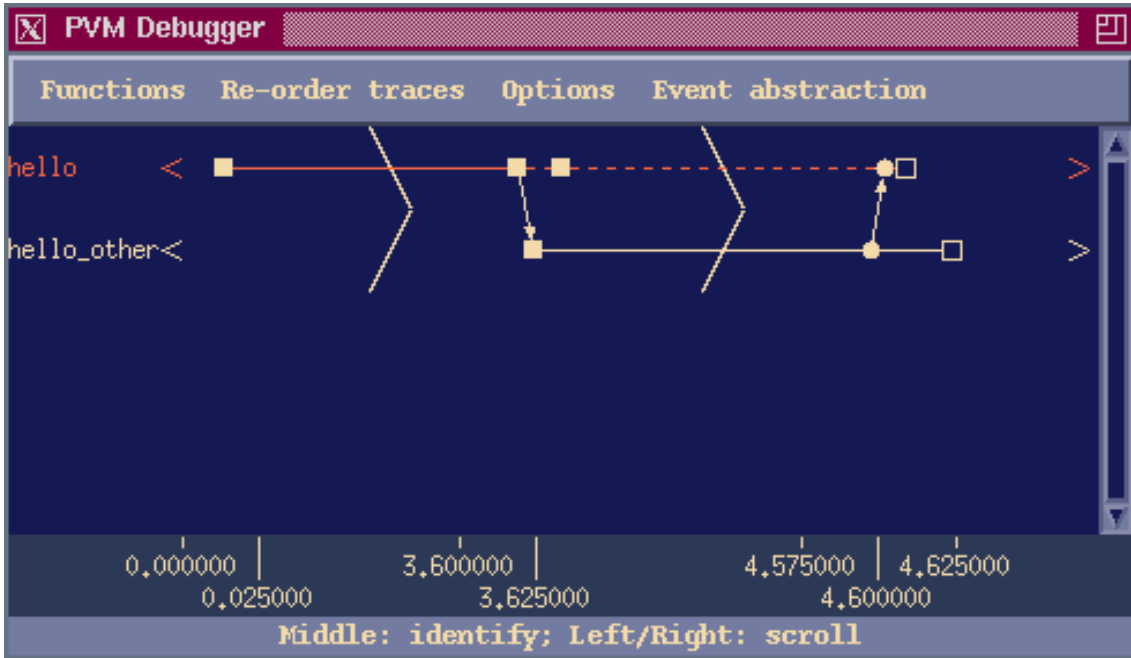 PVM Debugger
Functions Re-order traces Options Event abstraction
hello < >
hello_other< >
0.000000 3.600000 4.575000 4.625000
0.025000 3.625000 4.600000
Middle: identify; Left/Right: scroll